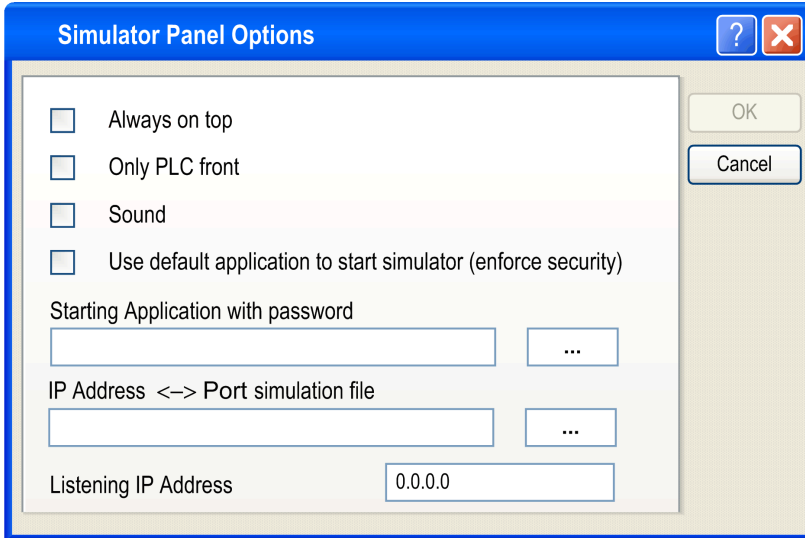 Simulator Panel Options
?
Always on top
OK
Only PLC front
Cancel
Sound
Use default application to start simulator (enforce security)
Starting Application with password
...
IP Address <–> Port simulation file
...
Listening IP Address
0.0.0.0